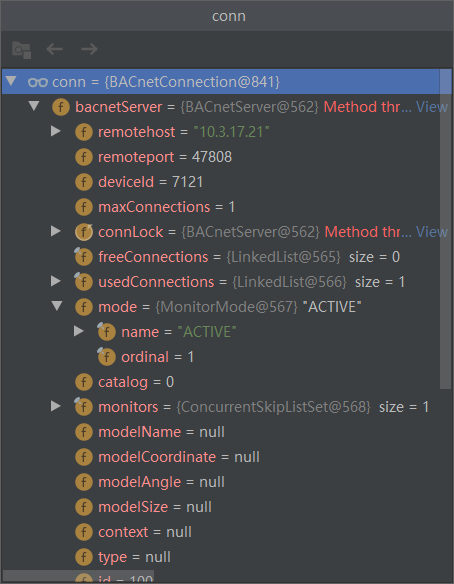 conn
conn = {BACnetConnection@841}
bacnetServer = {BACnetServer@562} Method thr... View
remotehost = "10.3.17.21"
remoteport = 47808
deviceId = 7121
maxConnections = 1
connLock = {BACnetServer@562} Method thr... View
freeConnections = {LinkedList@565} size = 0
usedConnections = {LinkedList@566} size = 1
mode = {MonitorMode@567} "ACTIVE"
name = "ACTIVE"
ordinal = 1
catalog = 0
monitors = {ConcurrentSkipListSet@568} size = 1
modelName = null
modelCoordinate = null
modelAngle = null
modelSize = null
context = null
type = null
id = 100